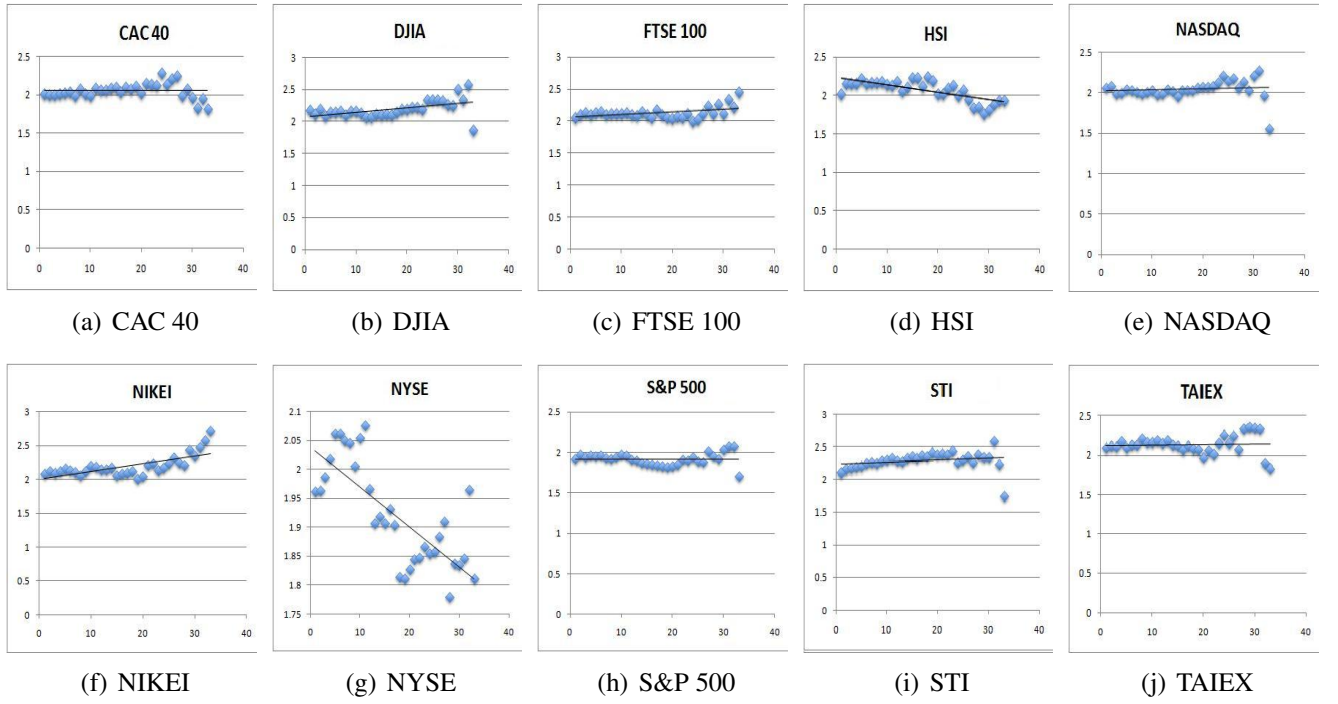 CAC 40
2.5
2
1.5
1
0.5
0
0 10 20 30 40
(a) CAC 40
DJIA
3
2.5
2
1.5
1
0.5
0
0 10 20 30 40
(b) DJIA
FTSE 100
3
2.5
2
1.5
1
0.5
0
0 10 20 30 40
(c) FTSE 100
HSI
2.5
2
1.5
1
0.5
0
0 10 20 30 40
(d) HSI
NASDAQ
2.5
2
1.5
1
0.5
0
0 10 20 30 40
(e) NASDAQ
NIKEI
3
2.5
2
1.5
1
0.5
0
0 10 20 30 40
(f) NIKEI
NYSE
2.1
2.05
2
1.95
1.9
1.85
1.8
1.75
0 10 20 30 40
(g) NYSE
S&P 500
2.5
2
1.5
1
0.5
0
0 10 20 30 40
(h) S&P 500
STI
3
2.5
2
1.5
1
0.5
0
0 10 20 30 40
(i) STI
TAIEX
2.5
2
1.5
1
0.5
0
0 10 20 30 40
(j) TAIEX